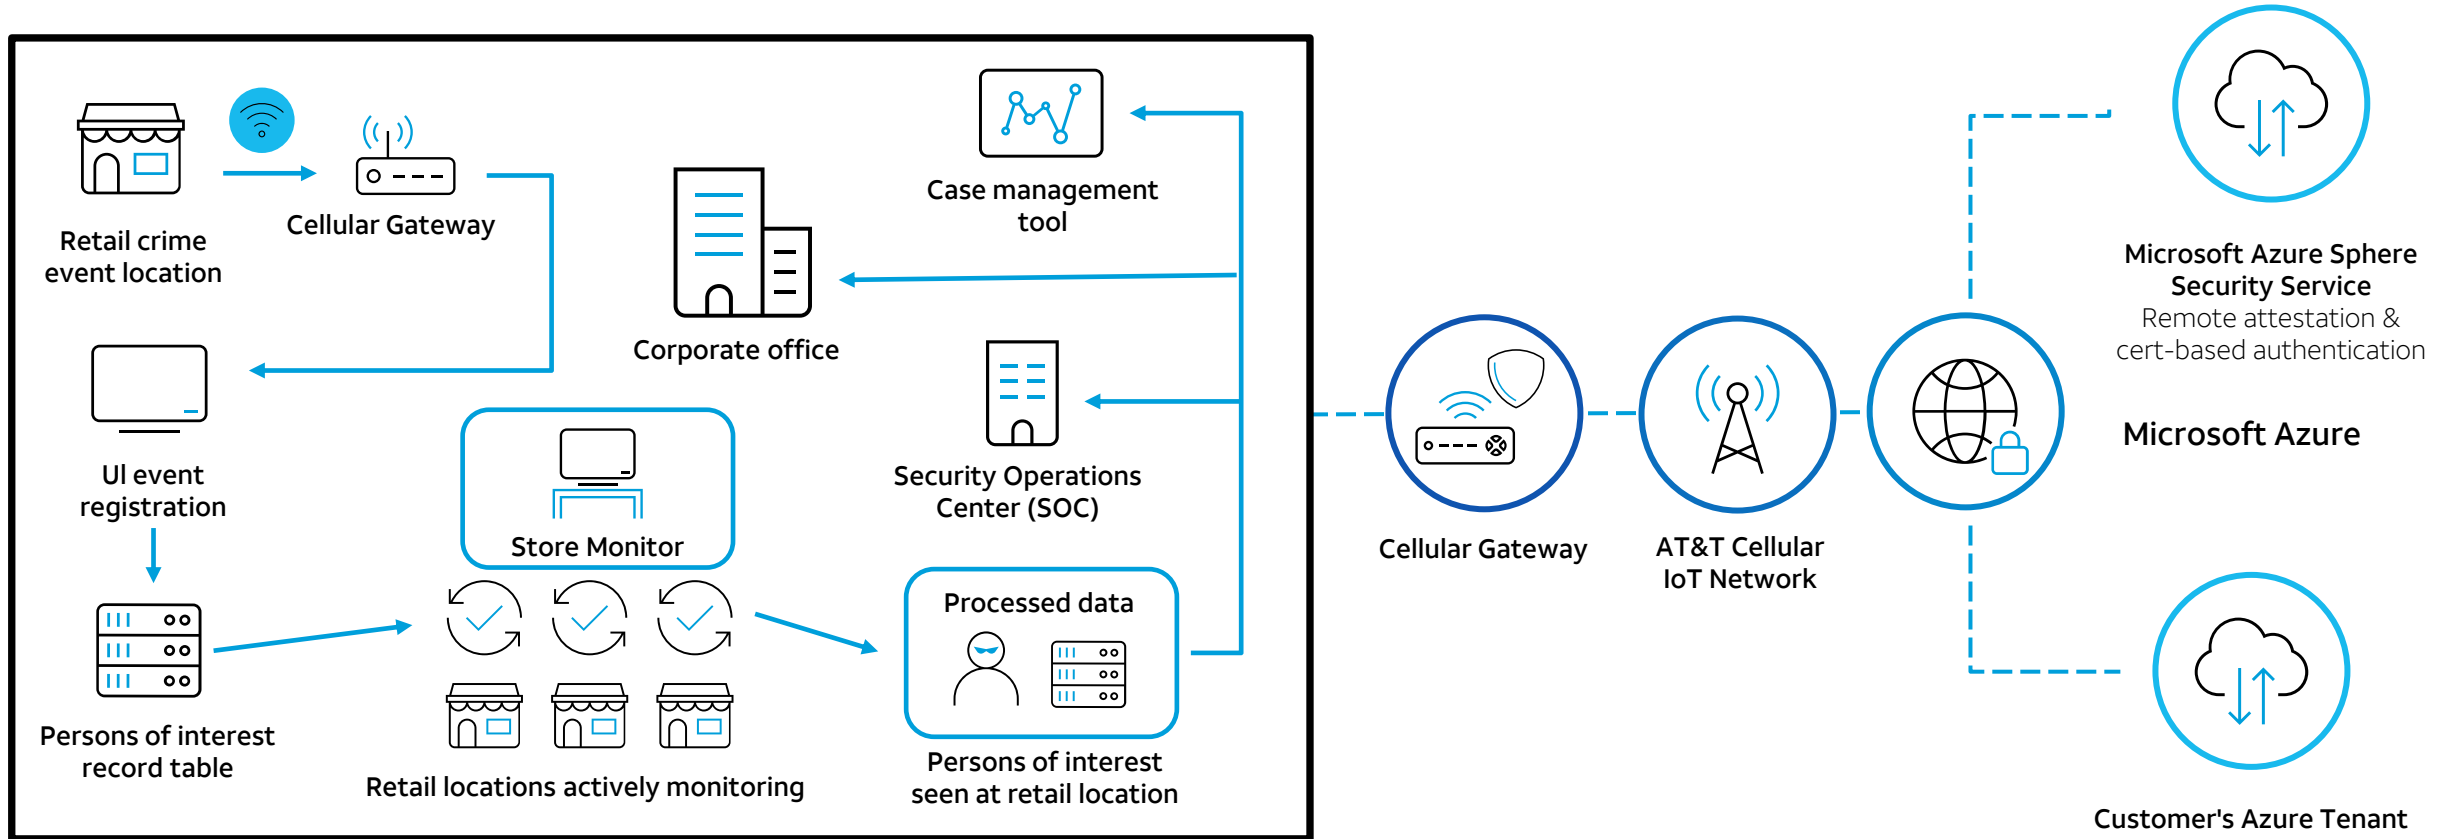 Retail crime
event location
Cellular Gateway
Case management
tool
Corporate office
UI event
registration
Store Monitor
Security Operations
Center (SOC)
Persons of interest
record table
Retail locations actively monitoring
Processed data
Persons of interest
seen at retail location
Cellular Gateway
AT&T Cellular
IoT Network
Microsoft Azure Sphere
Security Service
Remote attestation &
cert-based authentication
Microsoft Azure
Customer's Azure Tenant